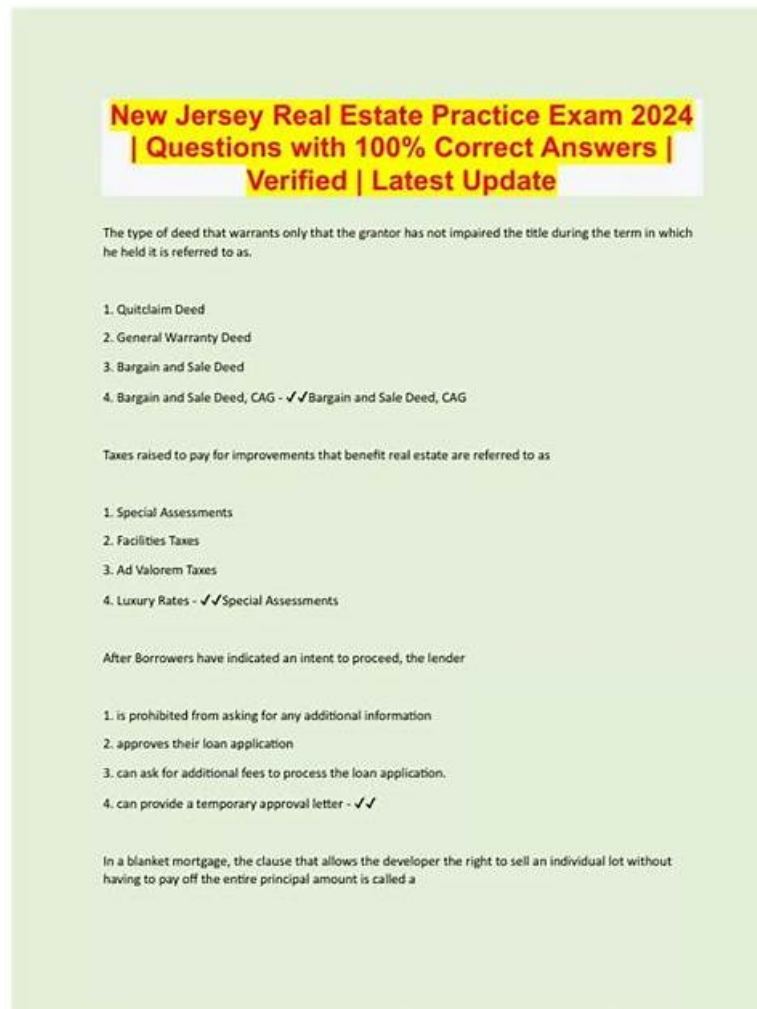 New Jersey Real Estate Practice Exam 2024
| Questions with 100% Correct Answers |
Verified | Latest Update
The type of deed that warrants only that the grantor has not impaired the title during the term in which
he held it is referred to as.
1. Quitclaim Deed
2. General Warranty Deed
3. Bargain and Sale Deed
4. Bargain and Sale Deed, CAG - ✓✓Bargain and Sale Deed, CAG
Taxes raised to pay for improvements that benefit real estate are referred to as
1. Special Assessments
2. Facilities Taxes
3. Ad Valorem Taxes
4. Luxury Rates - ✓✓Special Assessments
After Borrowers have indicated an intent to proceed, the lender
1. is prohibited from asking for any additional information
2. approves their loan application
3. can ask for additional fees to process the loan application.
4. can provide a temporary approval letter - ✓✓
In a blanket mortgage, the clause that allows the developer the right to sell an individual lot without
having to pay off the entire principal amount is called a